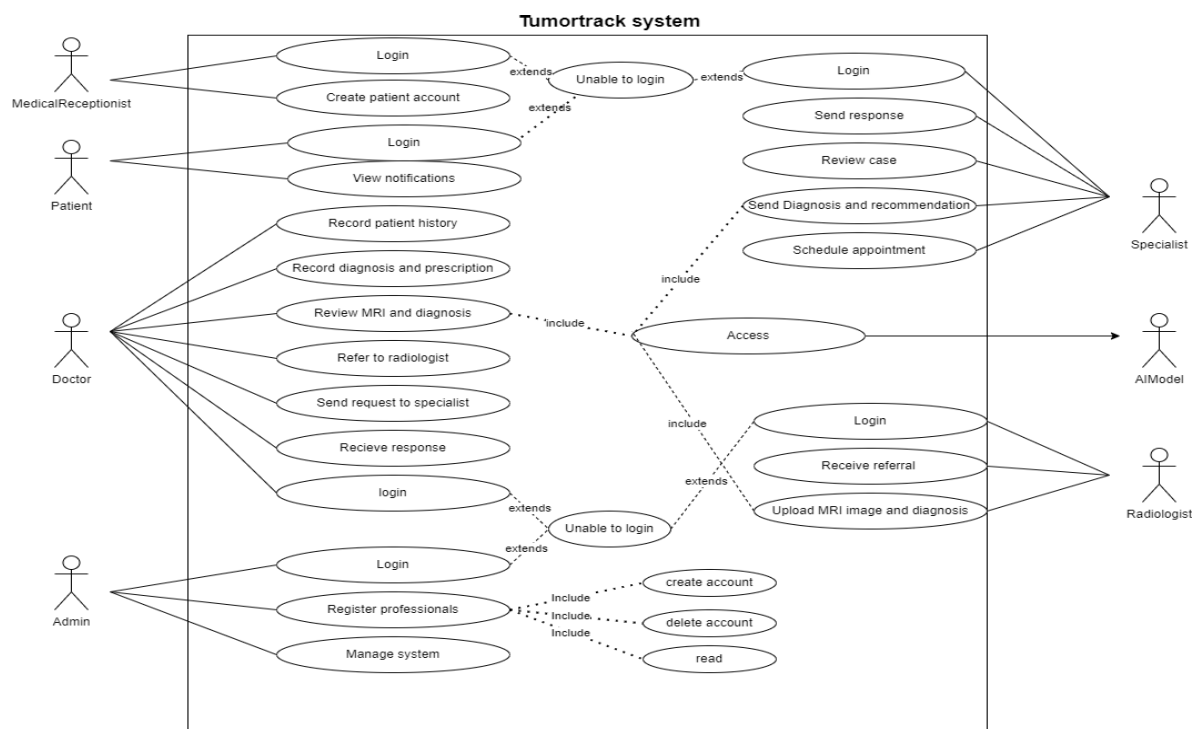 Tumortrack system
MedicalReceptionist
Login
Create patient account
extends
Unable to login
extends
extends
Login
Send response
Review case
Send Diagnosis and recommendation
Schedule appointment
Specialist
Patient
Login
View notifications
Doctor
Record patient history
Record diagnosis and prescription
Review MRI and diagnosis
Refer to radiologist
Send request to specialist
Recieve response
login
include
include
include
Access
AIModel
Login
Receive referral
Upload MRI image and diagnosis
Radiologist
extends
extends
extends
Unable to login
Admin
Login
Register professionals
Manage system
Include
Include
Include
create account
delete account
read